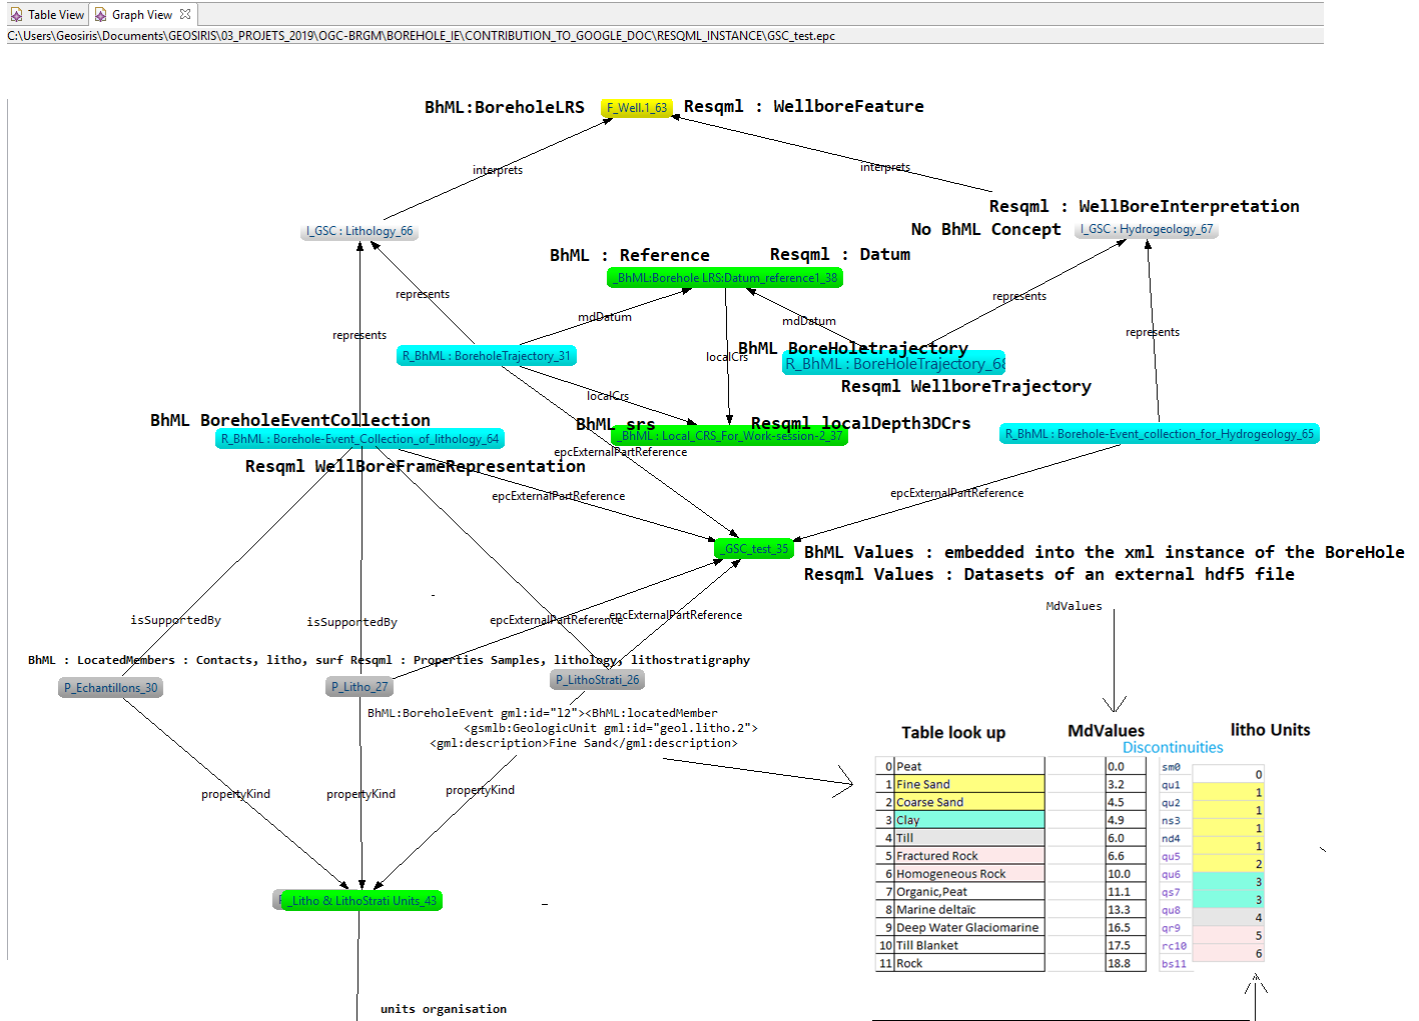 Table View
Graph View
C:\Users\Geosiris\Documents\GEOSIRIS\03_PROJETS_2019\OGC-BRGM\BOREHOLE_IE\CONTRIBUTION_TO_GOOGLE_DOC\RESQML_INSTANCE\GSC_test.epc
BhML:BoreholeLRS
F_Well.1_63
Resqml : WellboreFeature
interprets
interprets
Resqml : WellBoreInterpretation
I_GSC : Lithology_66
No BhML Concept
I_GSC : Hydrogeology_67
BhML : Reference
Resqml : Datum
_BhML:Borehole LRS:Datum_reference1_38
represents
represents
mdDatum
mdDatum
represents
represents
R_BhML : BoreholeTrajectory_31
localCrs
BhML BoreHoletrajectory
R_BhML : BoreHoleTrajectory_68
Resqml WellboreTrajectory
localCrs
BhML BoreholeEventCollection
BhML srs
Resqml localDepth3DCrs
R_BhML : Borehole-Event_Collection_of_lithology_64
_BhML : Local_CRS_For_Work-session-2_37
R_BhML : Borehole-Event_collection_for_Hydrogeology_65
epcExternalPartReference
Resqml WellBoreFrameRepresentation
epcExternalPartReference
epcExternalPartReference
_GSC_test_35
BhML Values : embedded into the xml instance of the BoreHole
Resqml Values : Datasets of an external hdf5 file
MdValues
isSupportedBy
isSupportedBy
epcExternalPartReference
epcExternalPartReference
BhML : LocatedMembers : Contacts, litho, surf Resqml : Properties Samples, lithology, lithostratigraphy
P_Echantillons_30
P_Litho_27
P_LithoStrati_26
BhML:BoreholeEvent gml:id="l2"><BhML:locatedMember
<gsmlb:GeologicUnit gml:id="geol.litho.2">
<gml:description>Fine Sand</gml:description>
Table look up
MdValues
litho Units
Discontinuities
0 Peat 0.0 sm0 0
1 Fine Sand 3.2 qu1 1
2 Coarse Sand 4.5 qu2 1
3 Clay 4.9 ns3 1
4 Till 6.0 nd4 1
5 Fractured Rock 6.6 qu5 2
6 Homogeneous Rock 10.0 qu6 3
7 Organic,Peat 11.1 qs7 3
8 Marine deltaïc 13.3 qu8 4
9 Deep Water Glaciomarine 16.5 qr9 5
10 Till Blanket 17.5 rc10 6
11 Rock 18.8 bs11
propertyKind
propertyKind
propertyKind
_Litho & LithoStrati Units_43
units organisation